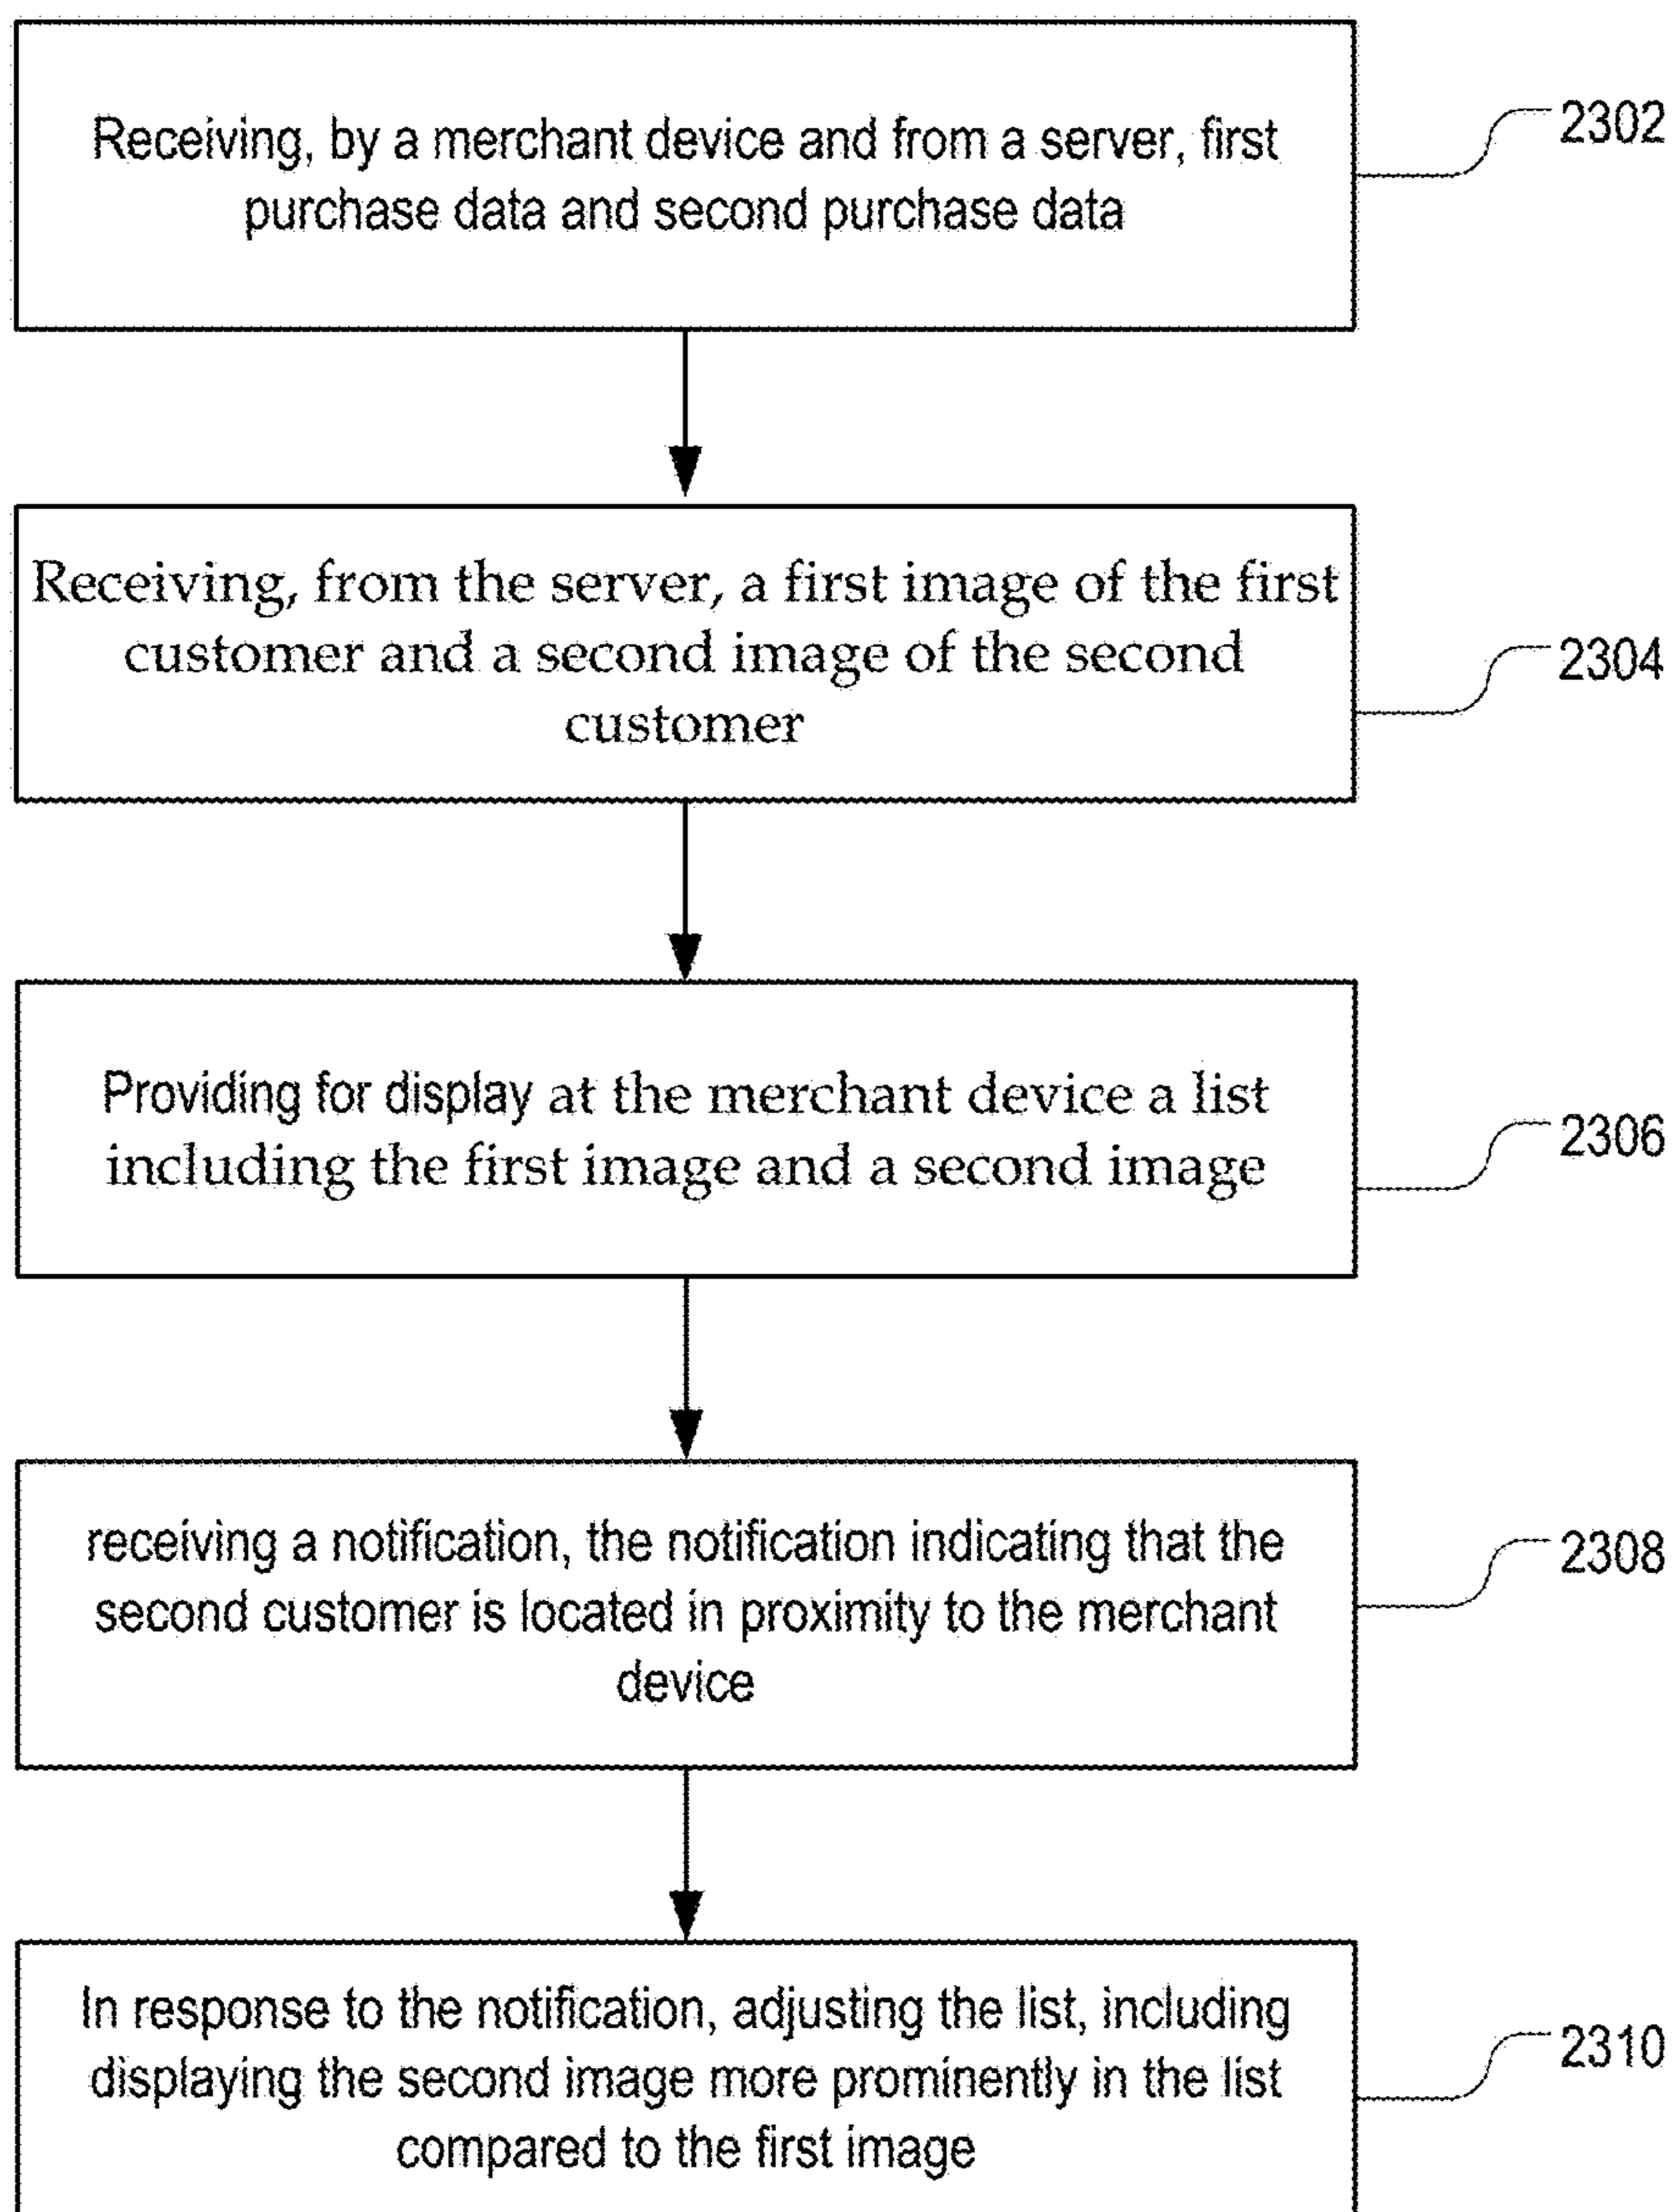 Receiving, by a merchant device and from a server, first
purchase data and second purchase data
2302
Receiving, from the server, a first image of the first
customer and a second image of the second
customer
2304
Providing for display at the merchant device a list
including the first image and a second image
2306
receiving a notification, the notification indicating that the
second customer is located in proximity to the merchant
device
2308
In response to the notification, adjusting the list, including
displaying the second image more prominently in the list
compared to the first image
2310